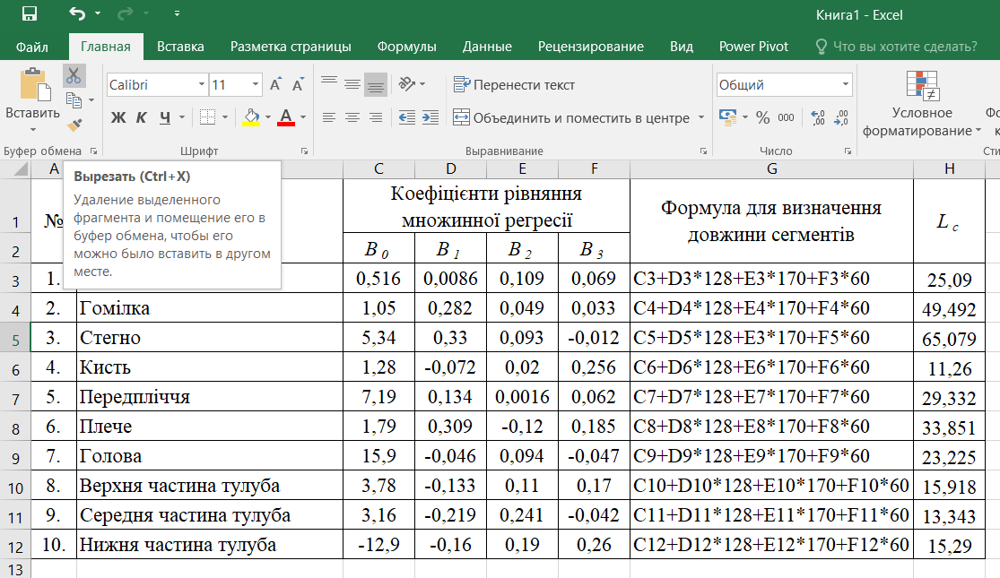 Книга1 - Excel
Файл Главная Вставка Разметка страницы Формулы Данные Рецензирование Вид Power Pivot Что вы хотите сделать?
Вставить
Calibri 11
Ж К Ч
А
Перенести текст
Объединить и поместить в центре
Общий
% 000
Условное
форматирование
Буфер обмена Шрифт Выравнивание Число
Вырезать (Ctrl+X)
Удаление выделенного
фрагмента и помещение его в
буфер обмена, чтобы его
можно было вставить в другом
месте.
A C D E F G H
1 № Коефіцієнти рівняння
множинної регресії Формула для визначення
довжини сегментів L c
2 B 0 B 1 B 2 B 3
3 1. 0,516 0,0086 0,109 0,069 C3+D3*128+E3*170+F3*60 25,09
4 2. Гомілка 1,05 0,282 0,049 0,033 C4+D4*128+E4*170+F4*60 49,492
5 3. Стегно 5,34 0,33 0,093 -0,012 C5+D5*128+E3*170+F5*60 65,079
6 4. Кисть 1,28 -0,072 0,02 0,256 C6+D6*128+E6*170+F6*60 11,26
7 5. Передпліччя 7,19 0,134 0,0016 0,062 C7+D7*128+E7*170+F7*60 29,332
8 6. Плече 1,79 0,309 -0,12 0,185 C8+D8*128+E8*170+F8*60 33,851
9 7. Голова 15,9 -0,046 0,094 -0,047 C9+D9*128+E9*170+F9*60 23,225
10 8. Верхня частина тулуба 3,78 -0,133 0,11 0,17 C10+D10*128+E10*170+F10*60 15,918
11 9. Середня частина тулуба 3,16 -0,219 0,241 -0,042 C11+D11*128+E11*170+F11*60 13,343
12 10. Нижня частина тулуба -12,9 -0,16 0,19 0,26 C12+D12*128+E12*170+F12*60 15,29
13